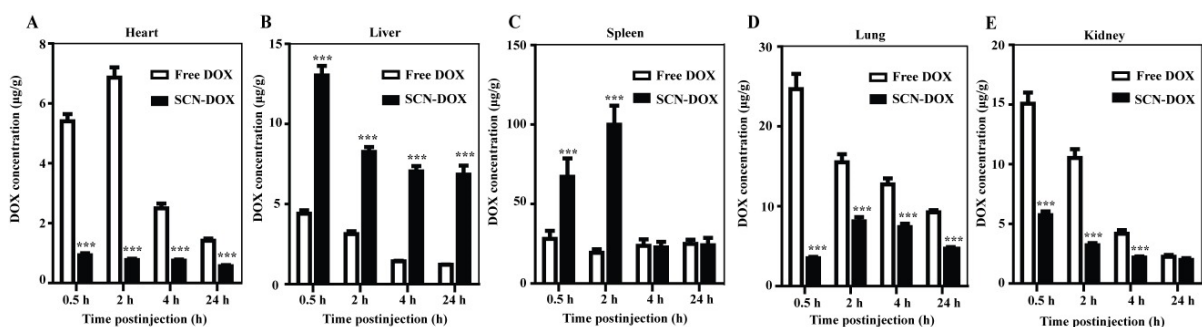 A
Heart
DOX concentration (μg/g)
8
6
4
2
0
Free DOX
SCN-DOX
***
***
***
***
0.5 h 2 h 4 h 24 h
Time postinjection (h)
B
Liver
DOX concentration (μg/g)
15
10
5
0
Free DOX
SCN-DOX
***
***
***
***
0.5 h 2 h 4 h 24 h
Time postinjection (h)
C
Spleen
DOX concentration (μg/g)
150
100
50
0
Free DOX
SCN-DOX
***
***
0.5 h 2 h 4 h 24 h
Time postinjection (h)
D
Lung
DOX concentration (μg/g)
30
20
10
0
Free DOX
SCN-DOX
***
***
***
***
0.5 h 2 h 4 h 24 h
Time postinjection (h)
E
Kidney
DOX concentration (μg/g)
20
15
10
5
0
Free DOX
SCN-DOX
***
***
***
0.5 h 2 h 4 h 24 h
Time postinjection (h)